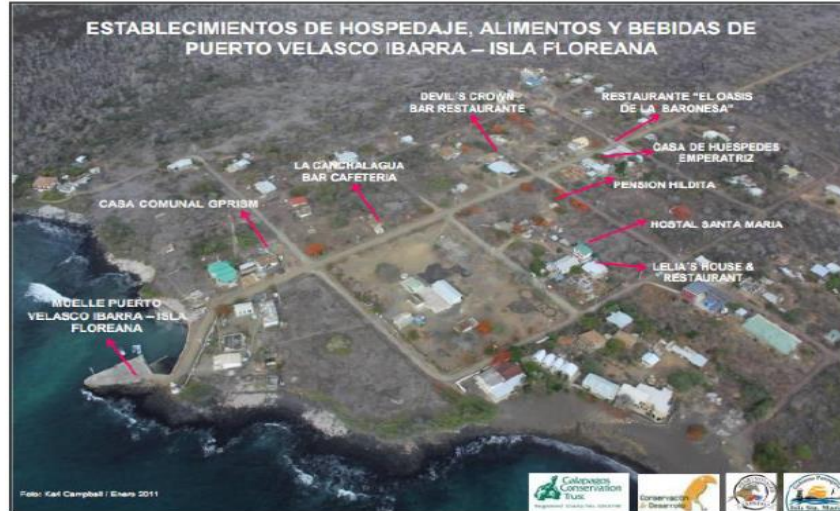 ESTABLECIMIENTOS DE HOSPEDAJE, ALIMENTOS Y BEBIDAS DE
PUERTO VELASCO IBARRA – ISLA FLOREANA
DEVIL´S CROWN
BAR RESTAURANTE
RESTAURANTE "EL OASIS
DE LA BARONESA"
LA CANCHALAGUA
BAR CAFETERIA
CASA DE HUESPEDES
EMPERATRIZ
PENSION HILDITA
CASA COMUNAL GPRISM
HOSTAL SANTA MARIA
LELIA´S HOUSE &
RESTAURANT
MUELLE PUERTO
VELASCO IBARRA – ISLA
FLOREANA
Foto: Karl Campbell / Enero 2011
Galapagos
Conservation
Trust
Conservación
& Desarrollo